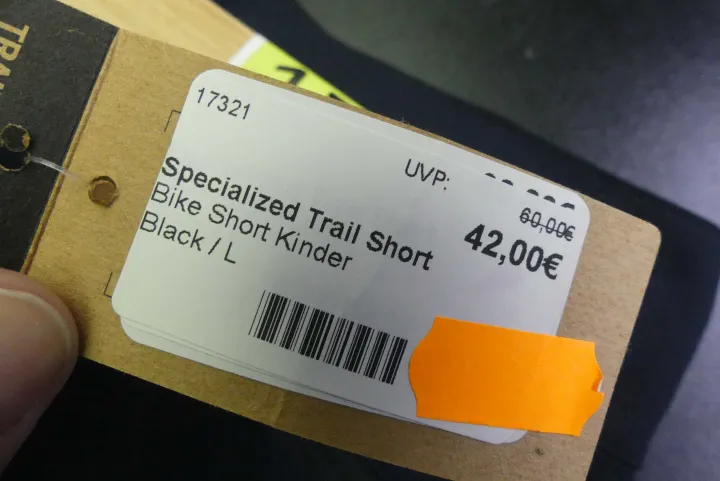 17321
UVP:
60,00€
42,00€
Specialized Trail Short
Bike Short Kinder
Black / L